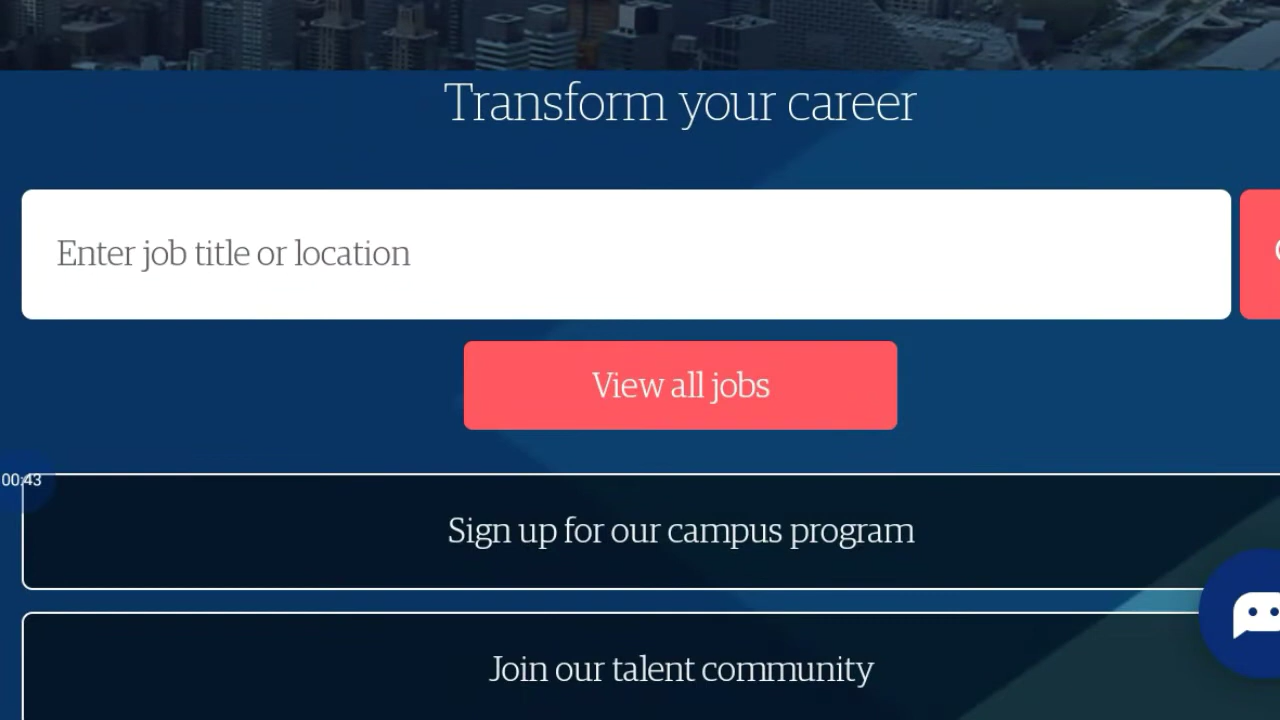 Transform your career
Enter job title or location
View all jobs
00:43
Sign up for our campus program
Join our talent community